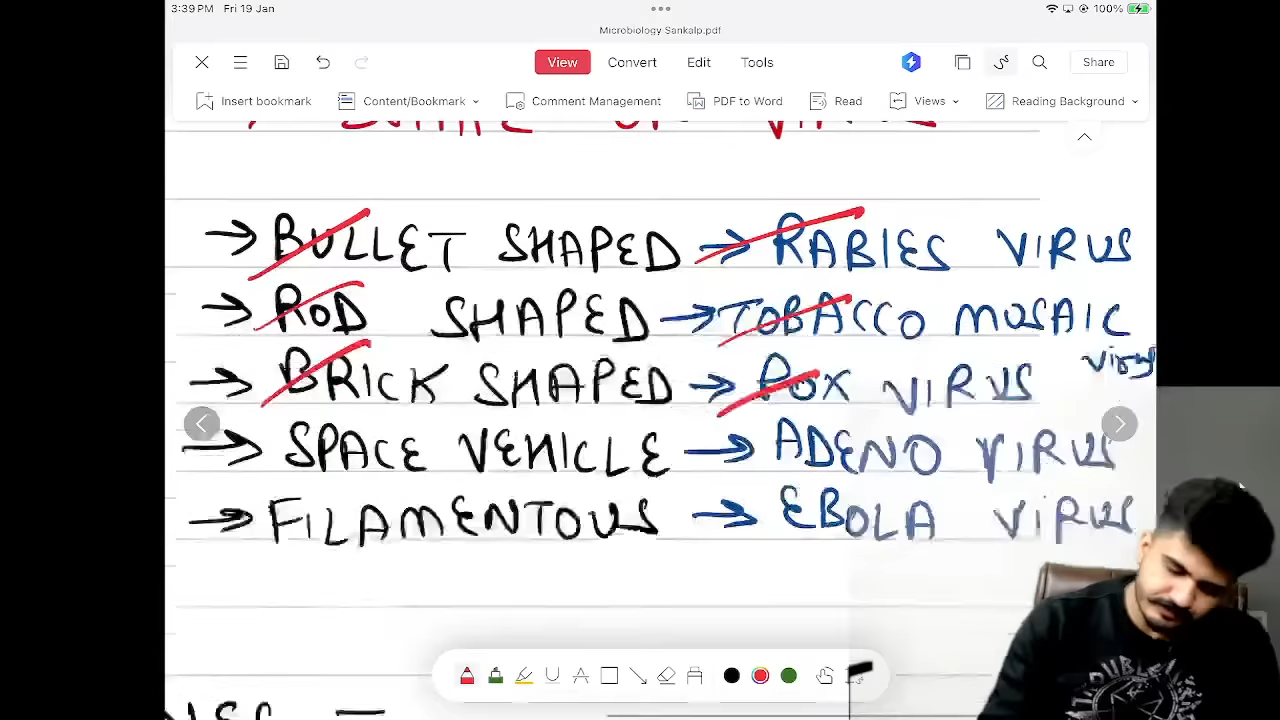 3:39 PM Fri 19 Jan
100%
Microbiology Sankalp.pdf
View Convert Edit Tools Share
Insert bookmark Content/Bookmark Comment Management PDF to Word Read Views Reading Background
→ BULLET SHAPED → RABIES VIRUS
→ ROD SHAPED → TOBACCO MOSAIC
virus
→ BRICK SHAPED → POX VIRUS
→ SPACE VEHICLE → ADENO VIRUS
→ FILAMENTOUS → EBOLA VIRUS